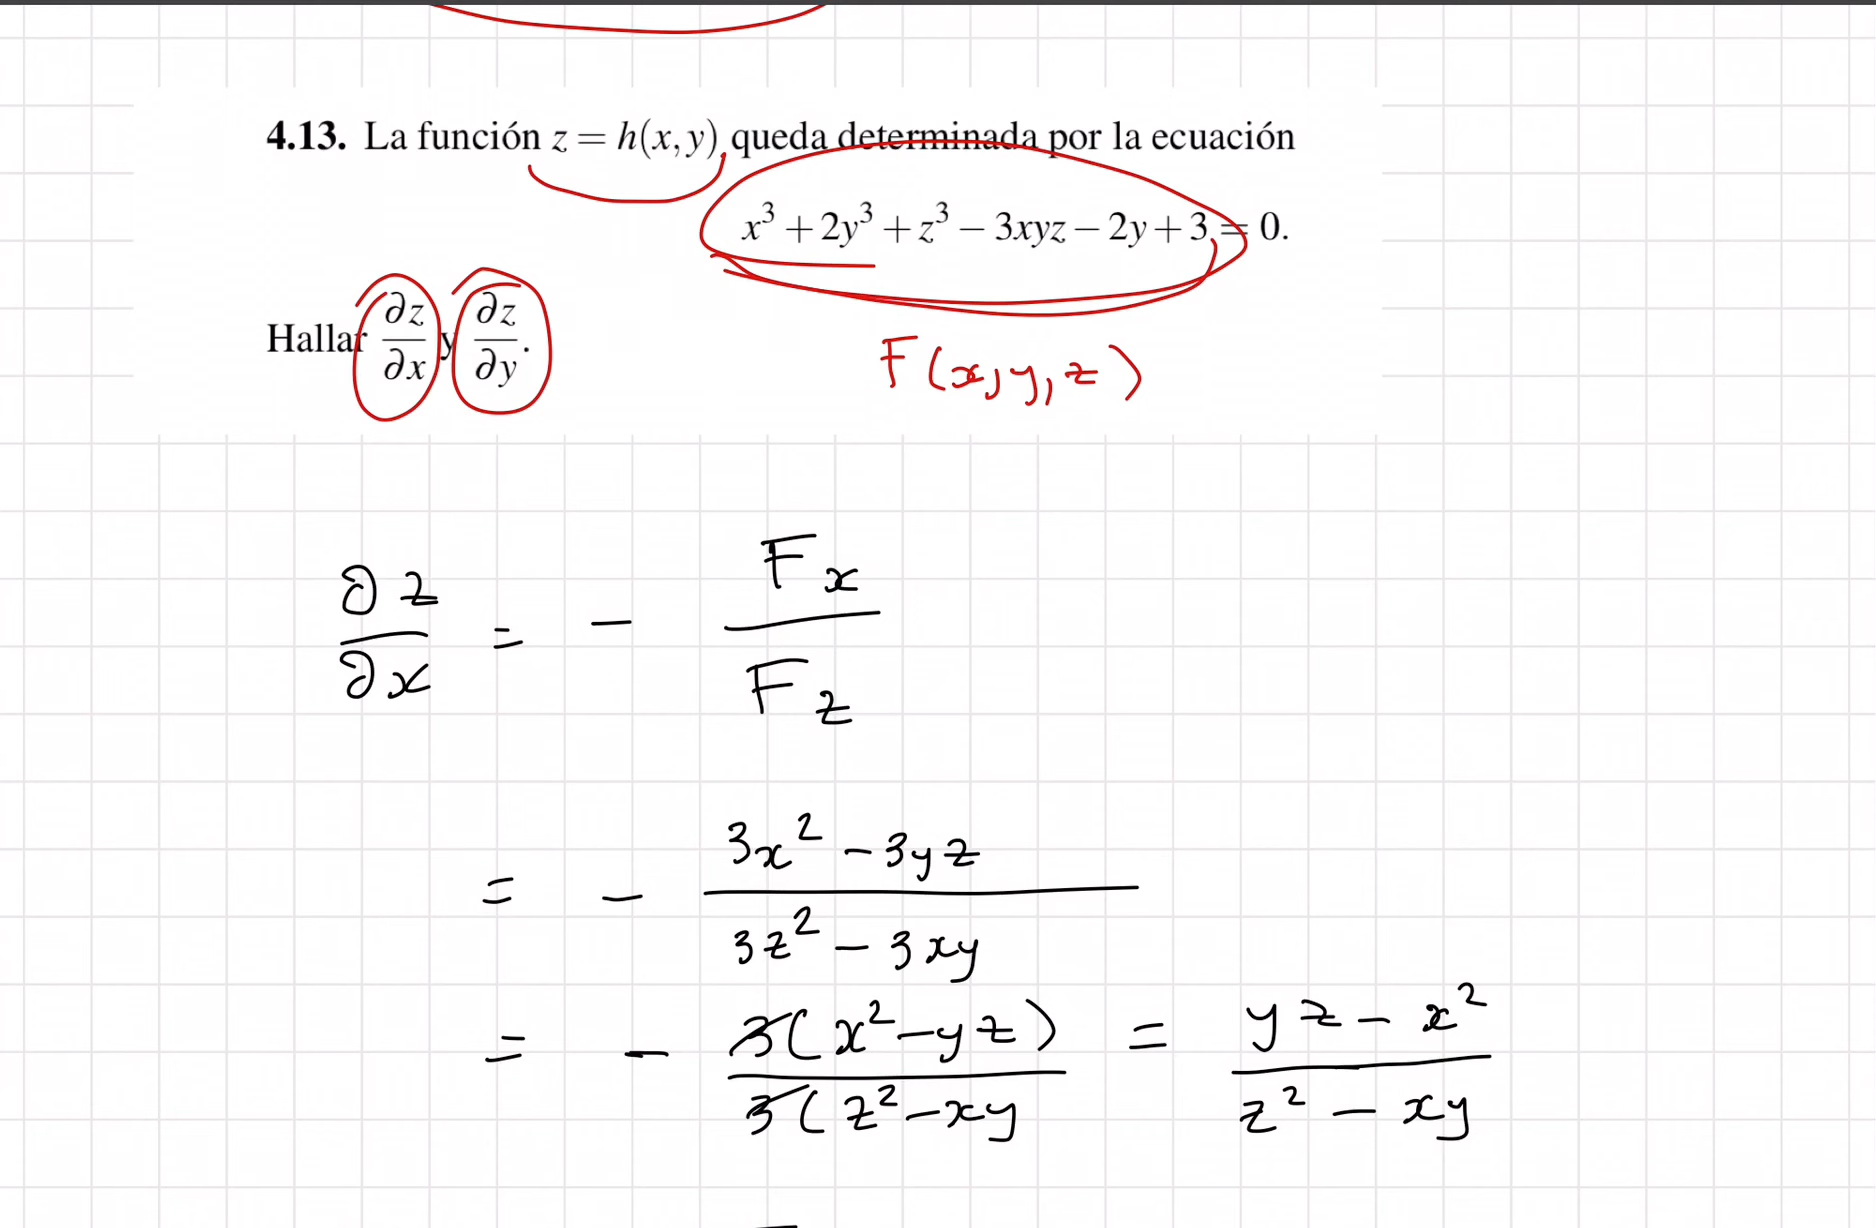 4.13. La función z = h(x, y) queda determinada por la ecuación
x³ + 2y³ + z³ − 3xyz − 2y + 3 = 0.
Hallar ∂z/∂x y ∂z/∂y.
F(x, y, z)
∂z/∂x = − Fx/Fz
= − (3x² − 3yz)/(3z² − 3xy)
= − 3(x² − yz)/3(z² − xy = (yz − x²)/(z² − xy)